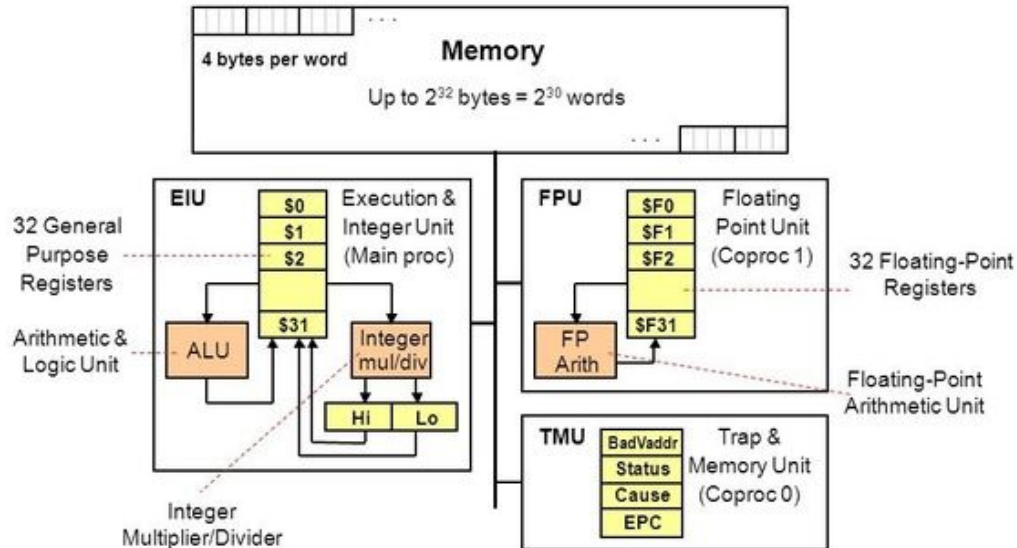 . . .
4 bytes per word
Memory
Up to 2³² bytes = 2³⁰ words
. . .
EIU
$0
$1
$2
$31
Execution &
Integer Unit
(Main proc)
32 General
Purpose
Registers
Arithmetic &
Logic Unit
ALU
Integer
mul/div
Hi
Lo
Integer
Multiplier/Divider
FPU
$F0
$F1
$F2
$F31
Floating
Point Unit
(Coproc 1)
32 Floating-Point
Registers
FP
Arith
Floating-Point
Arithmetic Unit
TMU
BadVaddr
Status
Cause
EPC
Trap &
Memory Unit
(Coproc 0)